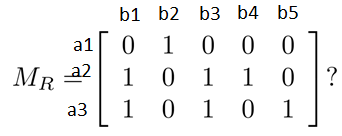 b1 b2 b3 b4 b5
a1 0 1 0 0 0
M_R = a2 1 0 1 1 0 ?
a3 1 0 1 0 1